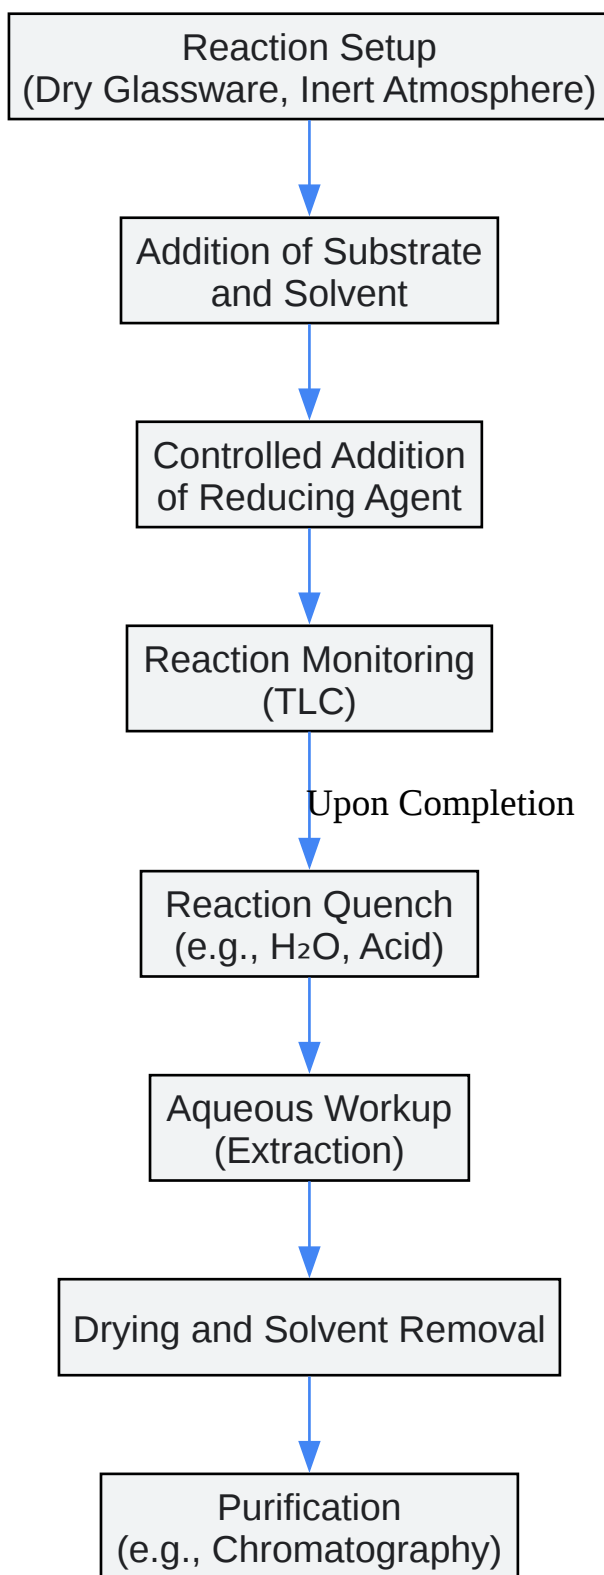 Reaction Setup
(Dry Glassware, Inert Atmosphere)
Addition of Substrate
and Solvent
Controlled Addition
of Reducing Agent
Reaction Monitoring
(TLC)
Upon Completion
Reaction Quench
(e.g., H₂O, Acid)
Aqueous Workup
(Extraction)
Drying and Solvent Removal
Purification
(e.g., Chromatography)